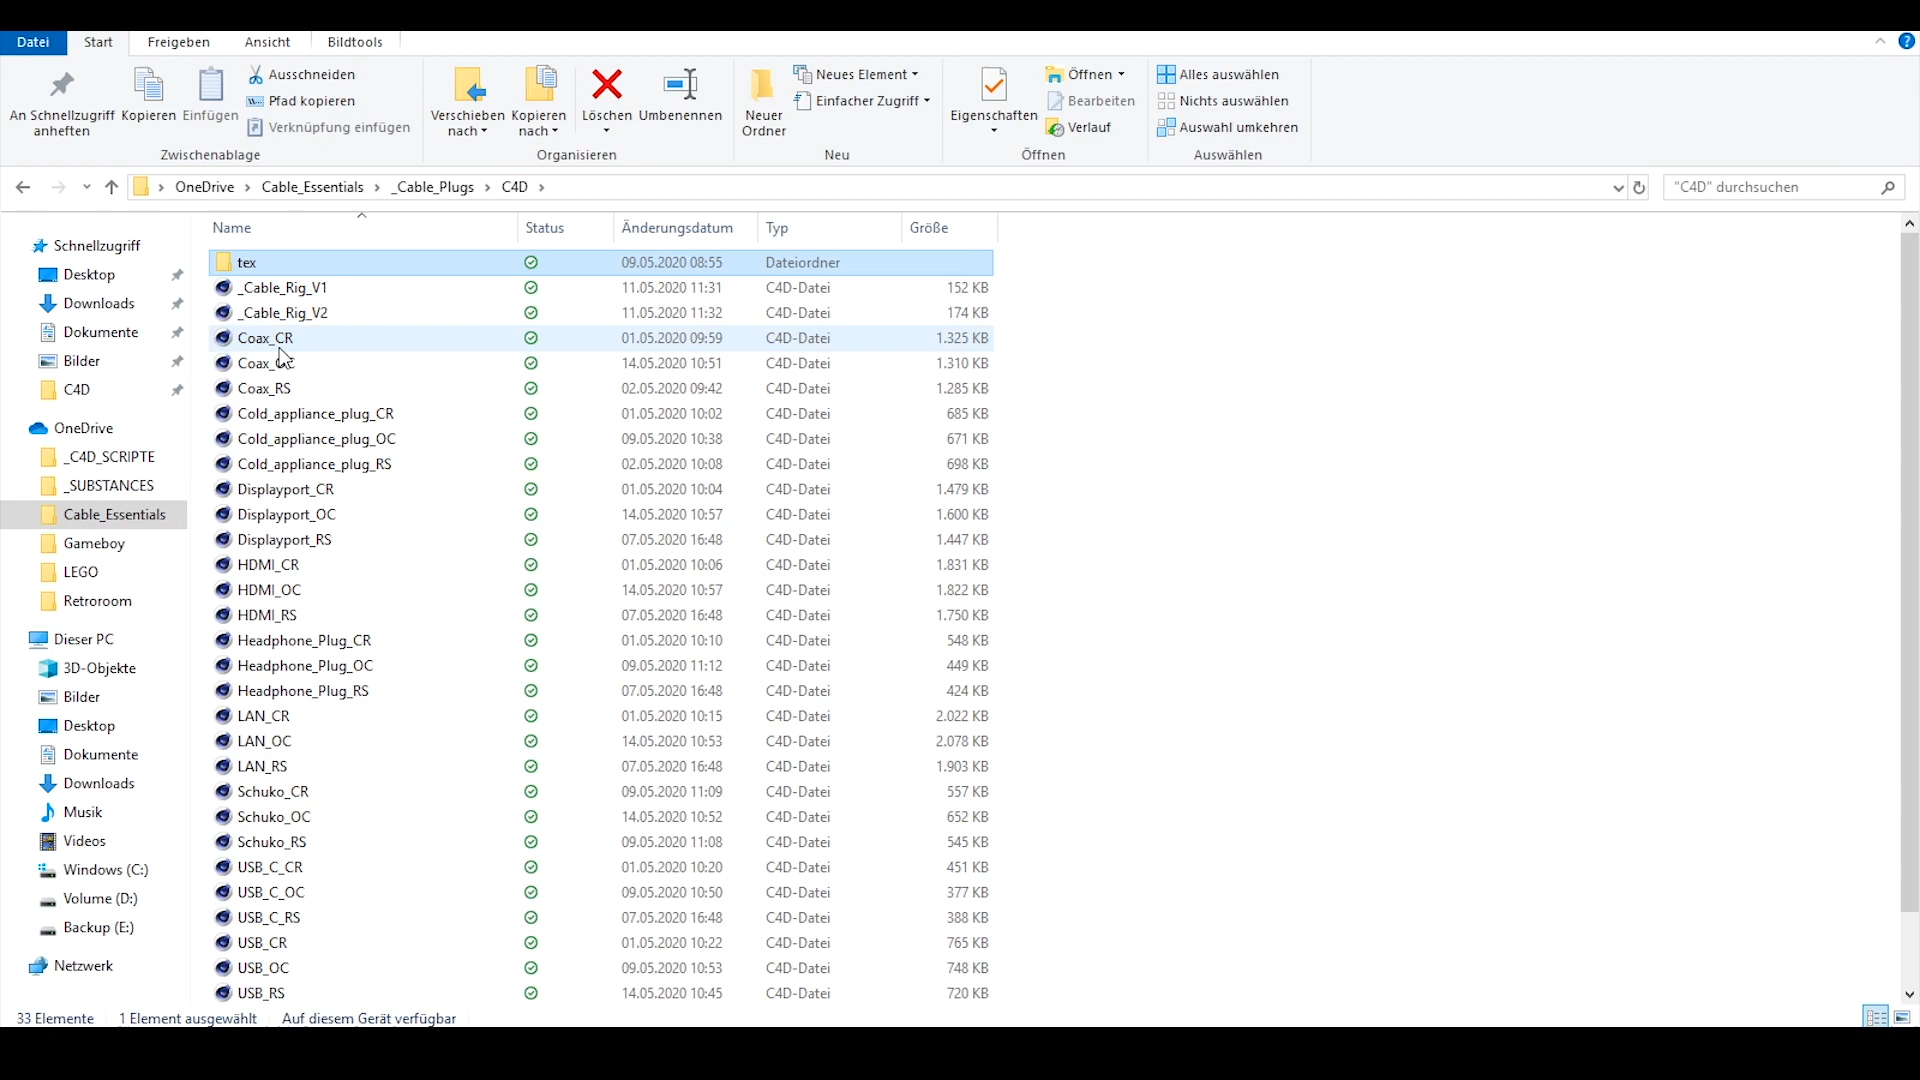 Datei Start Freigeben Ansicht Bildtools
An Schnellzugriff anheften
Kopieren
Einfügen
Ausschneiden
Pfad kopieren
Verknüpfung einfügen
Zwischenablage
Verschieben nach
Kopieren nach
Löschen
Umbenennen
Organisieren
Neuer Ordner
Neues Element
Einfacher Zugriff
Neu
Eigenschaften
Öffnen
Bearbeiten
Verlauf
Öffnen
Alles auswählen
Nichts auswählen
Auswahl umkehren
Auswählen
OneDrive › Cable_Essentials › _Cable_Plugs › C4D ›
"C4D" durchsuchen
Schnellzugriff
Desktop
Downloads
Dokumente
Bilder
C4D
OneDrive
_C4D_SCRIPTE
_SUBSTANCES
Cable_Essentials
Gameboy
LEGO
Retroroom
Dieser PC
3D-Objekte
Bilder
Desktop
Dokumente
Downloads
Musik
Videos
Windows (C:)
Volume (D:)
Backup (E:)
Netzwerk
Name Status Änderungsdatum Typ Größe
tex 09.05.2020 08:55 Dateiordner
_Cable_Rig_V1 11.05.2020 11:31 C4D-Datei 152 KB
_Cable_Rig_V2 11.05.2020 11:32 C4D-Datei 174 KB
Coax_CR 01.05.2020 09:59 C4D-Datei 1.325 KB
Coax_OC 14.05.2020 10:51 C4D-Datei 1.310 KB
Coax_RS 02.05.2020 09:42 C4D-Datei 1.285 KB
Cold_appliance_plug_CR 01.05.2020 10:02 C4D-Datei 685 KB
Cold_appliance_plug_OC 09.05.2020 10:38 C4D-Datei 671 KB
Cold_appliance_plug_RS 02.05.2020 10:08 C4D-Datei 698 KB
Displayport_CR 01.05.2020 10:04 C4D-Datei 1.479 KB
Displayport_OC 14.05.2020 10:57 C4D-Datei 1.600 KB
Displayport_RS 07.05.2020 16:48 C4D-Datei 1.447 KB
HDMI_CR 01.05.2020 10:06 C4D-Datei 1.831 KB
HDMI_OC 14.05.2020 10:57 C4D-Datei 1.822 KB
HDMI_RS 07.05.2020 16:48 C4D-Datei 1.750 KB
Headphone_Plug_CR 01.05.2020 10:10 C4D-Datei 548 KB
Headphone_Plug_OC 09.05.2020 11:12 C4D-Datei 449 KB
Headphone_Plug_RS 07.05.2020 16:48 C4D-Datei 424 KB
LAN_CR 01.05.2020 10:15 C4D-Datei 2.022 KB
LAN_OC 14.05.2020 10:53 C4D-Datei 2.078 KB
LAN_RS 07.05.2020 16:48 C4D-Datei 1.903 KB
Schuko_CR 09.05.2020 11:09 C4D-Datei 557 KB
Schuko_OC 14.05.2020 10:52 C4D-Datei 652 KB
Schuko_RS 09.05.2020 11:08 C4D-Datei 545 KB
USB_C_CR 01.05.2020 10:20 C4D-Datei 451 KB
USB_C_OC 09.05.2020 10:50 C4D-Datei 377 KB
USB_C_RS 07.05.2020 16:48 C4D-Datei 388 KB
USB_CR 01.05.2020 10:22 C4D-Datei 765 KB
USB_OC 09.05.2020 10:53 C4D-Datei 748 KB
USB_RS 14.05.2020 10:45 C4D-Datei 720 KB
33 Elemente 1 Element ausgewählt Auf diesem Gerät verfügbar